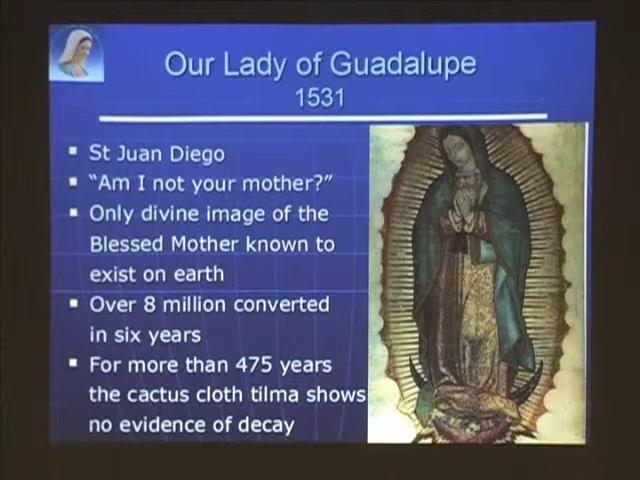 Our Lady of Guadalupe
1531
▪ St Juan Diego
▪ “Am I not your mother?”
▪ Only divine image of the
Blessed Mother known to
exist on earth
▪ Over 8 million converted
in six years
▪ For more than 475 years
the cactus cloth tilma shows
no evidence of decay